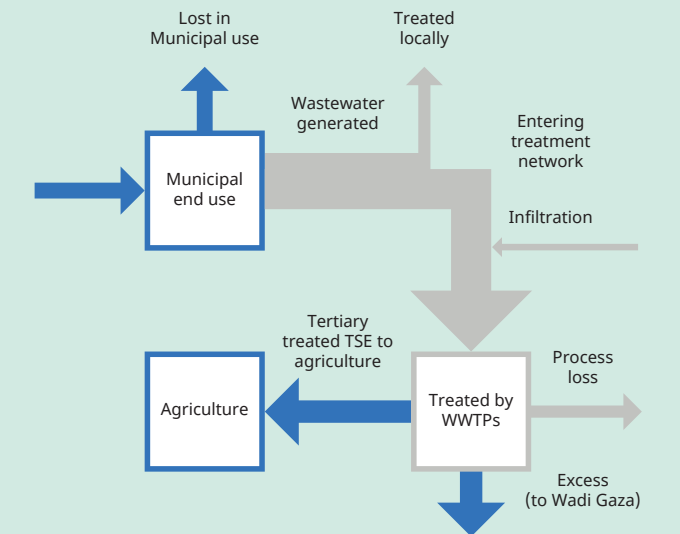 Lost in
Municipal use
Treated
locally
Wastewater
generated
Entering
treatment
network
Municipal
end use
Infiltration
Tertiary
treated TSE to
agriculture
Process
loss
Agriculture
Treated by
WWTPs
Excess
(to Wadi Gaza)